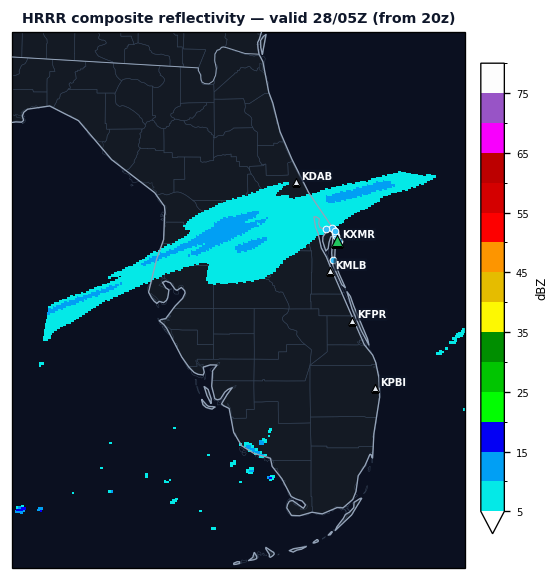 HRRR composite reflectivity — valid 28/05Z (from 20z)
KDAB
KXMR
KMLB
KFPR
KPBI
75
65
55
45
35
25
15
5
dBZ